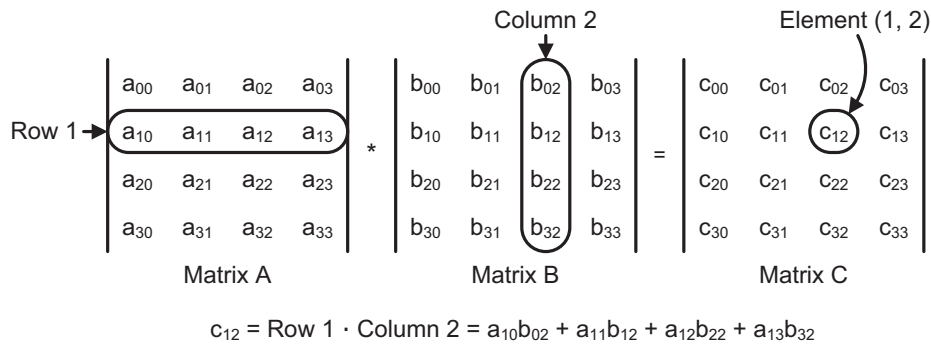 Column 2 Element (1, 2)
a₀₀ a₀₁ a₀₂ a₀₃ b₀₀ b₀₁ b₀₂ b₀₃ c₀₀ c₀₁ c₀₂ c₀₃
Row 1 a₁₀ a₁₁ a₁₂ a₁₃ * b₁₀ b₁₁ b₁₂ b₁₃ = c₁₀ c₁₁ c₁₂ c₁₃
a₂₀ a₂₁ a₂₂ a₂₃ b₂₀ b₂₁ b₂₂ b₂₃ c₂₀ c₂₁ c₂₂ c₂₃
a₃₀ a₃₁ a₃₂ a₃₃ b₃₀ b₃₁ b₃₂ b₃₃ c₃₀ c₃₁ c₃₂ c₃₃
Matrix A Matrix B Matrix C
c₁₂ = Row 1 · Column 2 = a₁₀b₀₂ + a₁₁b₁₂ + a₁₂b₂₂ + a₁₃b₃₂